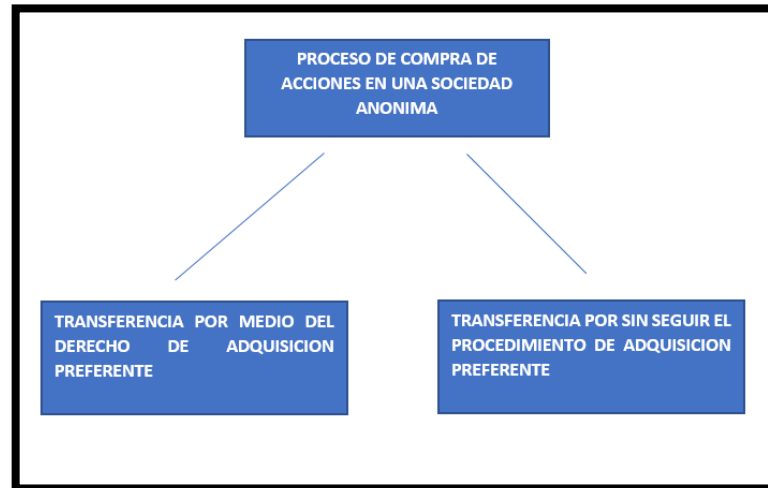 PROCESO DE COMPRA DE
ACCIONES EN UNA SOCIEDAD
ANONIMA
TRANSFERENCIA POR MEDIO DEL
DERECHO DE ADQUISICION
PREFERENTE
TRANSFERENCIA POR SIN SEGUIR EL
PROCEDIMIENTO DE ADQUISICION
PREFERENTE